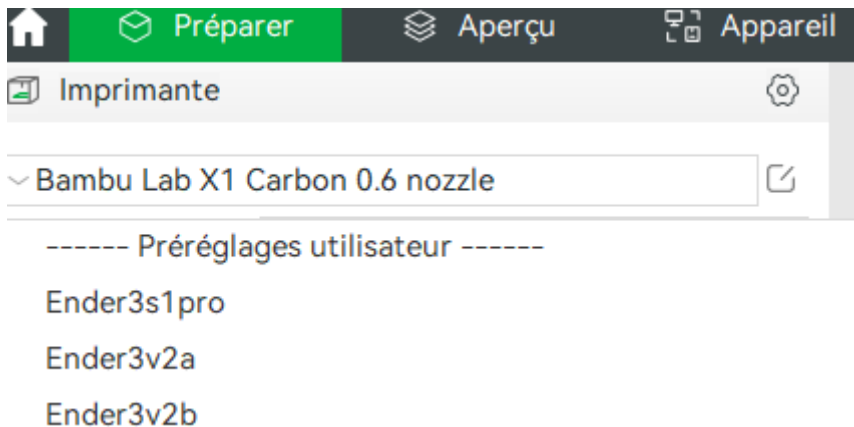 Préparer Aperçu Appareil
Imprimante
Bambu Lab X1 Carbon 0.6 nozzle
------ Préréglages utilisateur ------
Ender3s1pro
Ender3v2a
Ender3v2b